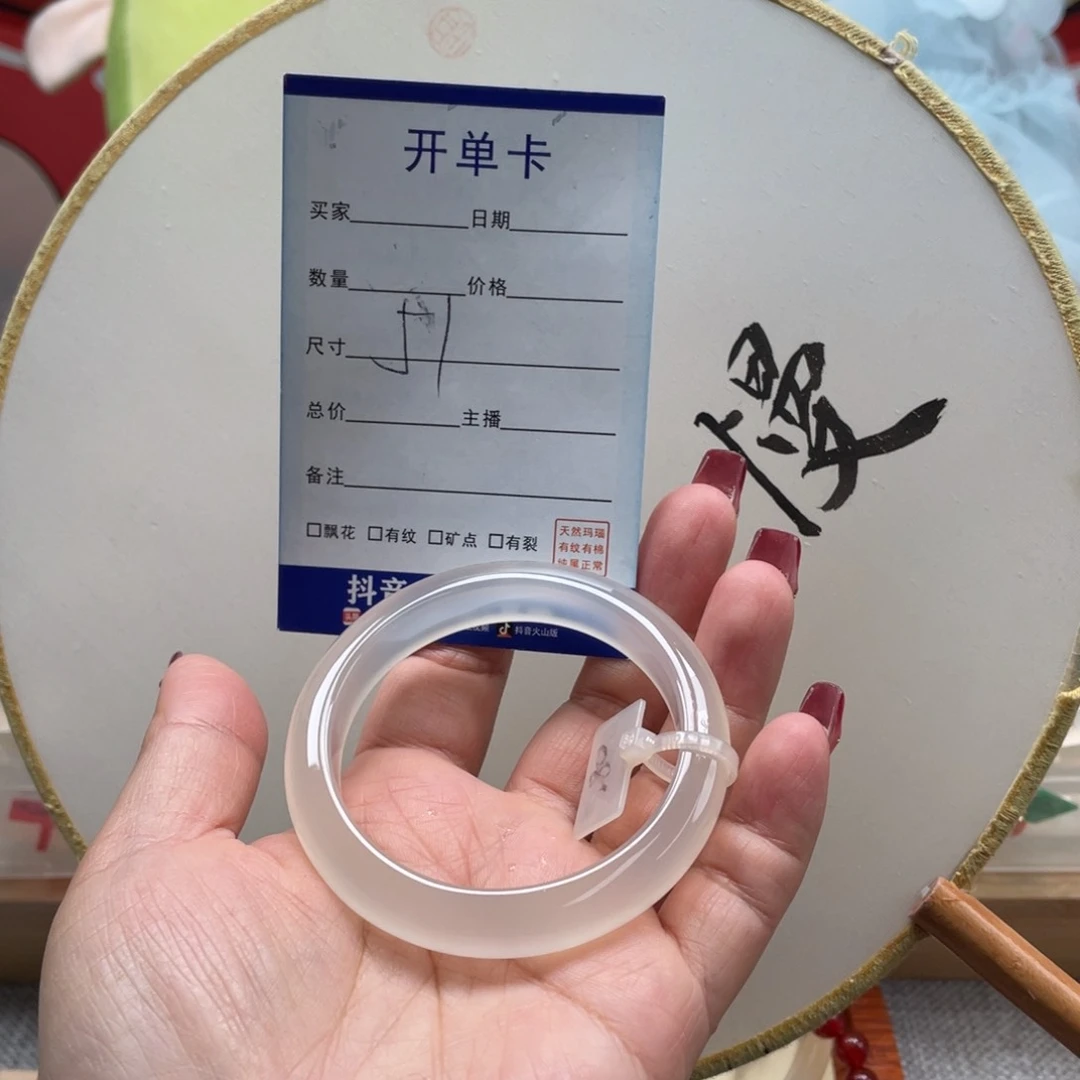 开单卡
买家 日期
数量 价格
尺寸
总价 主播
备注
□飘花 □有纹 □矿点 □有裂
天然玛瑙
有纹有棉
纯属正常
抖音
抖音火山版